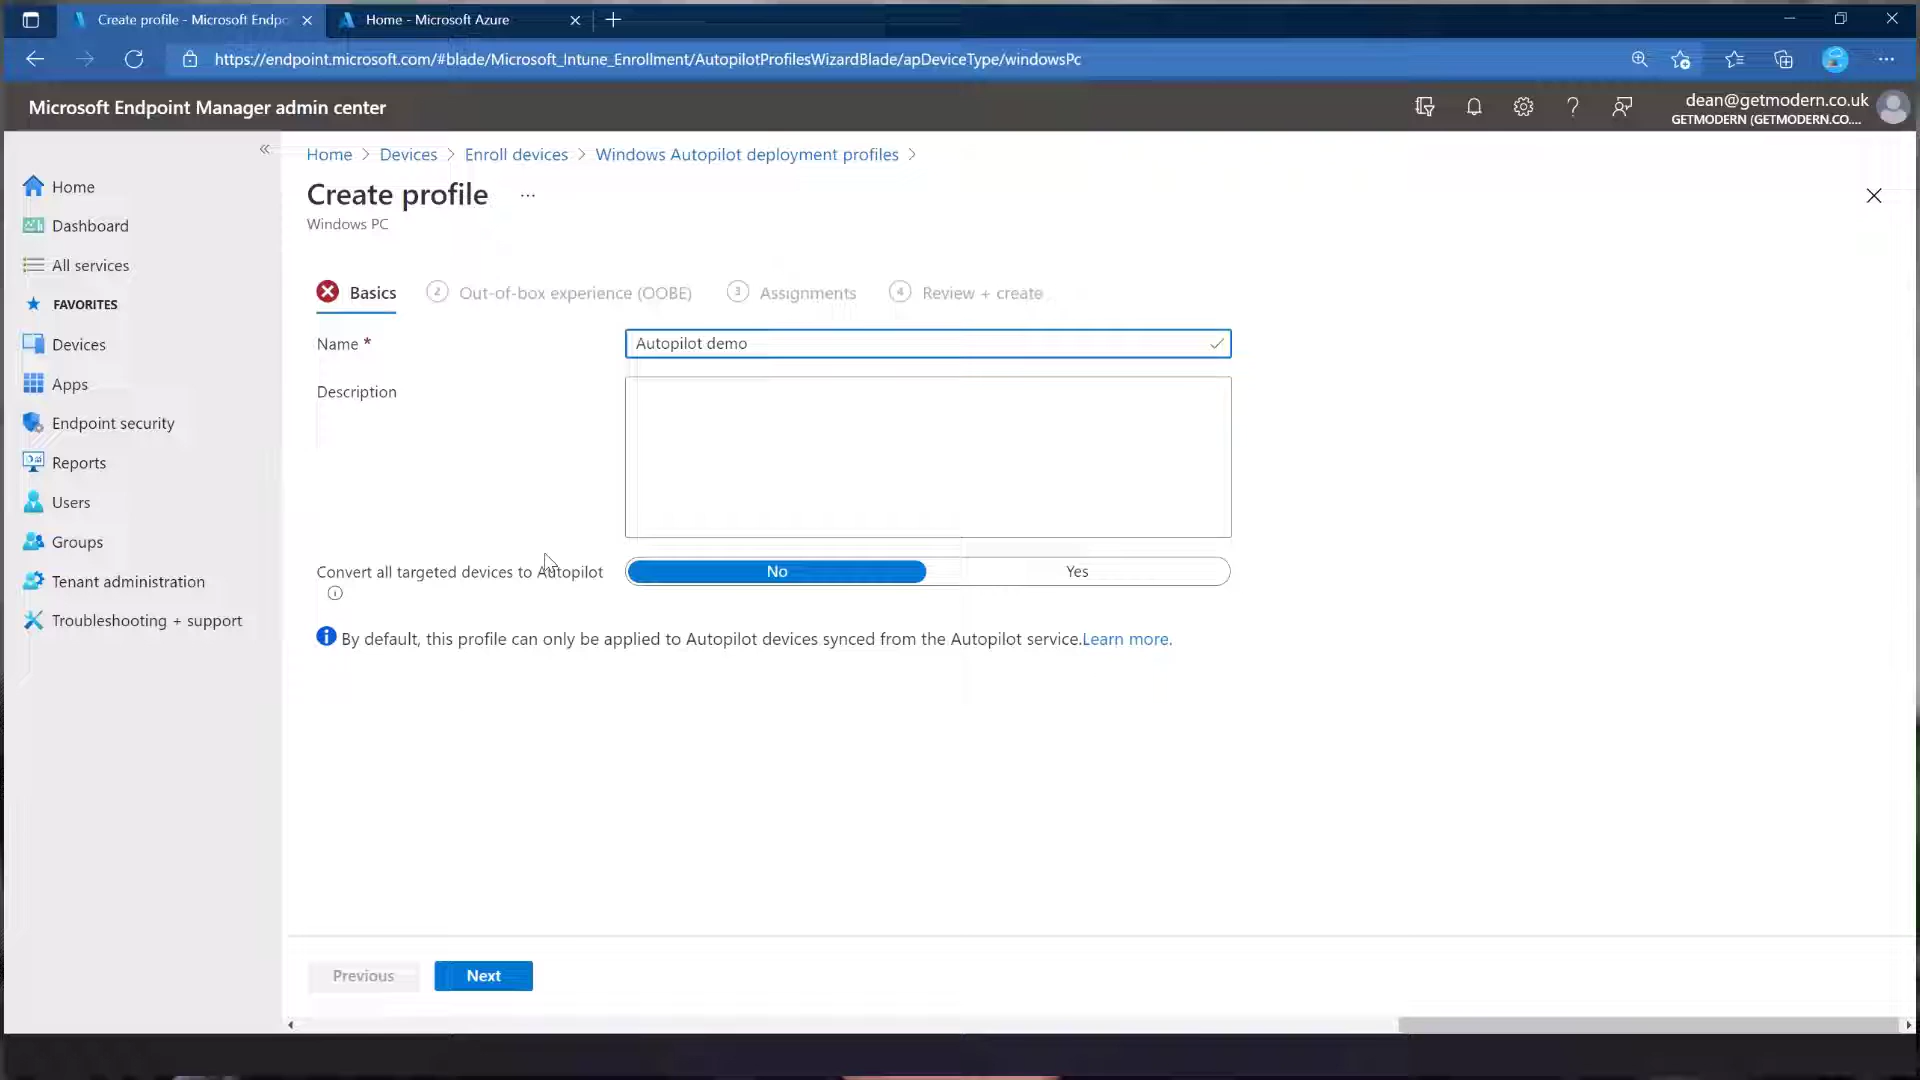 Create profile - Microsoft Endpo
Home - Microsoft Azure
https://endpoint.microsoft.com/#blade/Microsoft_Intune_Enrollment/AutopilotProfilesWizardBlade/apDeviceType/windowsPc
Microsoft Endpoint Manager admin center
dean@getmodern.co.uk
GETMODERN (GETMODERN.CO....
Home > Devices > Enroll devices > Windows Autopilot deployment profiles >
Create profile ...
Windows PC
Home
Dashboard
All services
FAVORITES
Devices
Apps
Endpoint security
Reports
Users
Groups
Tenant administration
Troubleshooting + support
Basics 2 Out-of-box experience (OOBE) 3 Assignments 4 Review + create
Name * Autopilot demo
Description
Convert all targeted devices to Autopilot No Yes
By default, this profile can only be applied to Autopilot devices synced from the Autopilot service.Learn more.
Previous Next